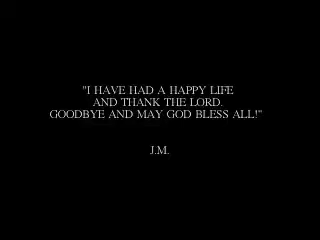 "I HAVE HAD A HAPPY LIFE
AND THANK THE LORD.
GOODBYE AND MAY GOD BLESS ALL!"
J.M.